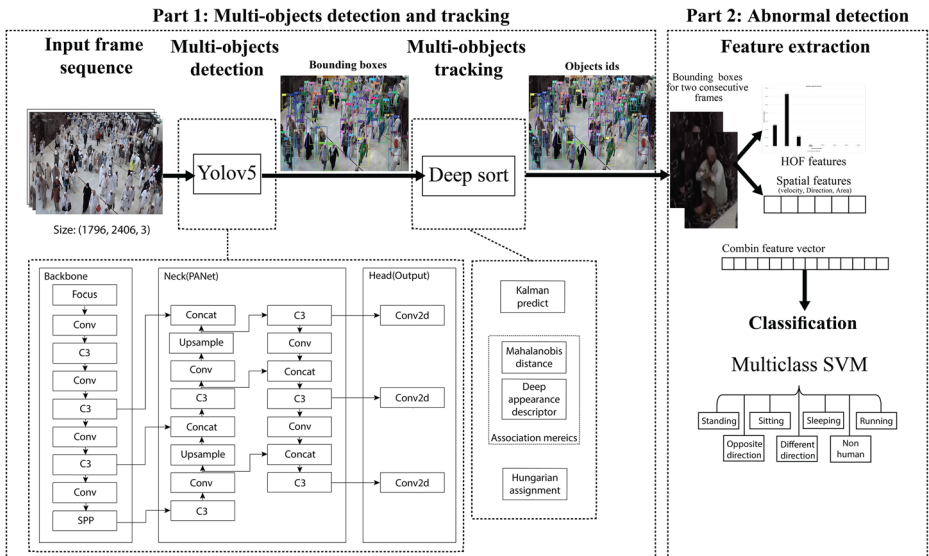 Part 1: Multi-objects detection and tracking
Part 2: Abnormal detection
Input frame
sequence
Size: (1796, 2406, 3)
Multi-objects
detection
Yolov5
Bounding boxes
Multi-obbjects
tracking
Deep sort
Objects ids
Backbone
Focus
Conv
C3
Conv
C3
Conv
C3
Conv
SPP
Neck(PANet)
Concat
Upsample
Conv
C3
Concat
Upsample
Conv
C3
C3
Conv
Concat
C3
Conv
Concat
C3
Head(Output)
Conv2d
Conv2d
Conv2d
Kalman
predict
Mahalanobis
distance
Deep
appearance
descriptor
Association mereics
Hungarian
assignment
Feature extraction
Bounding boxes
for two consecutive
frames
HOF features
Spatial features
(velocity, Direction, Area)
Combin feature vector
Classification
Multiclass SVM
Standing
Sitting
Sleeping
Running
Opposite
direction
Different
direction
Non
human